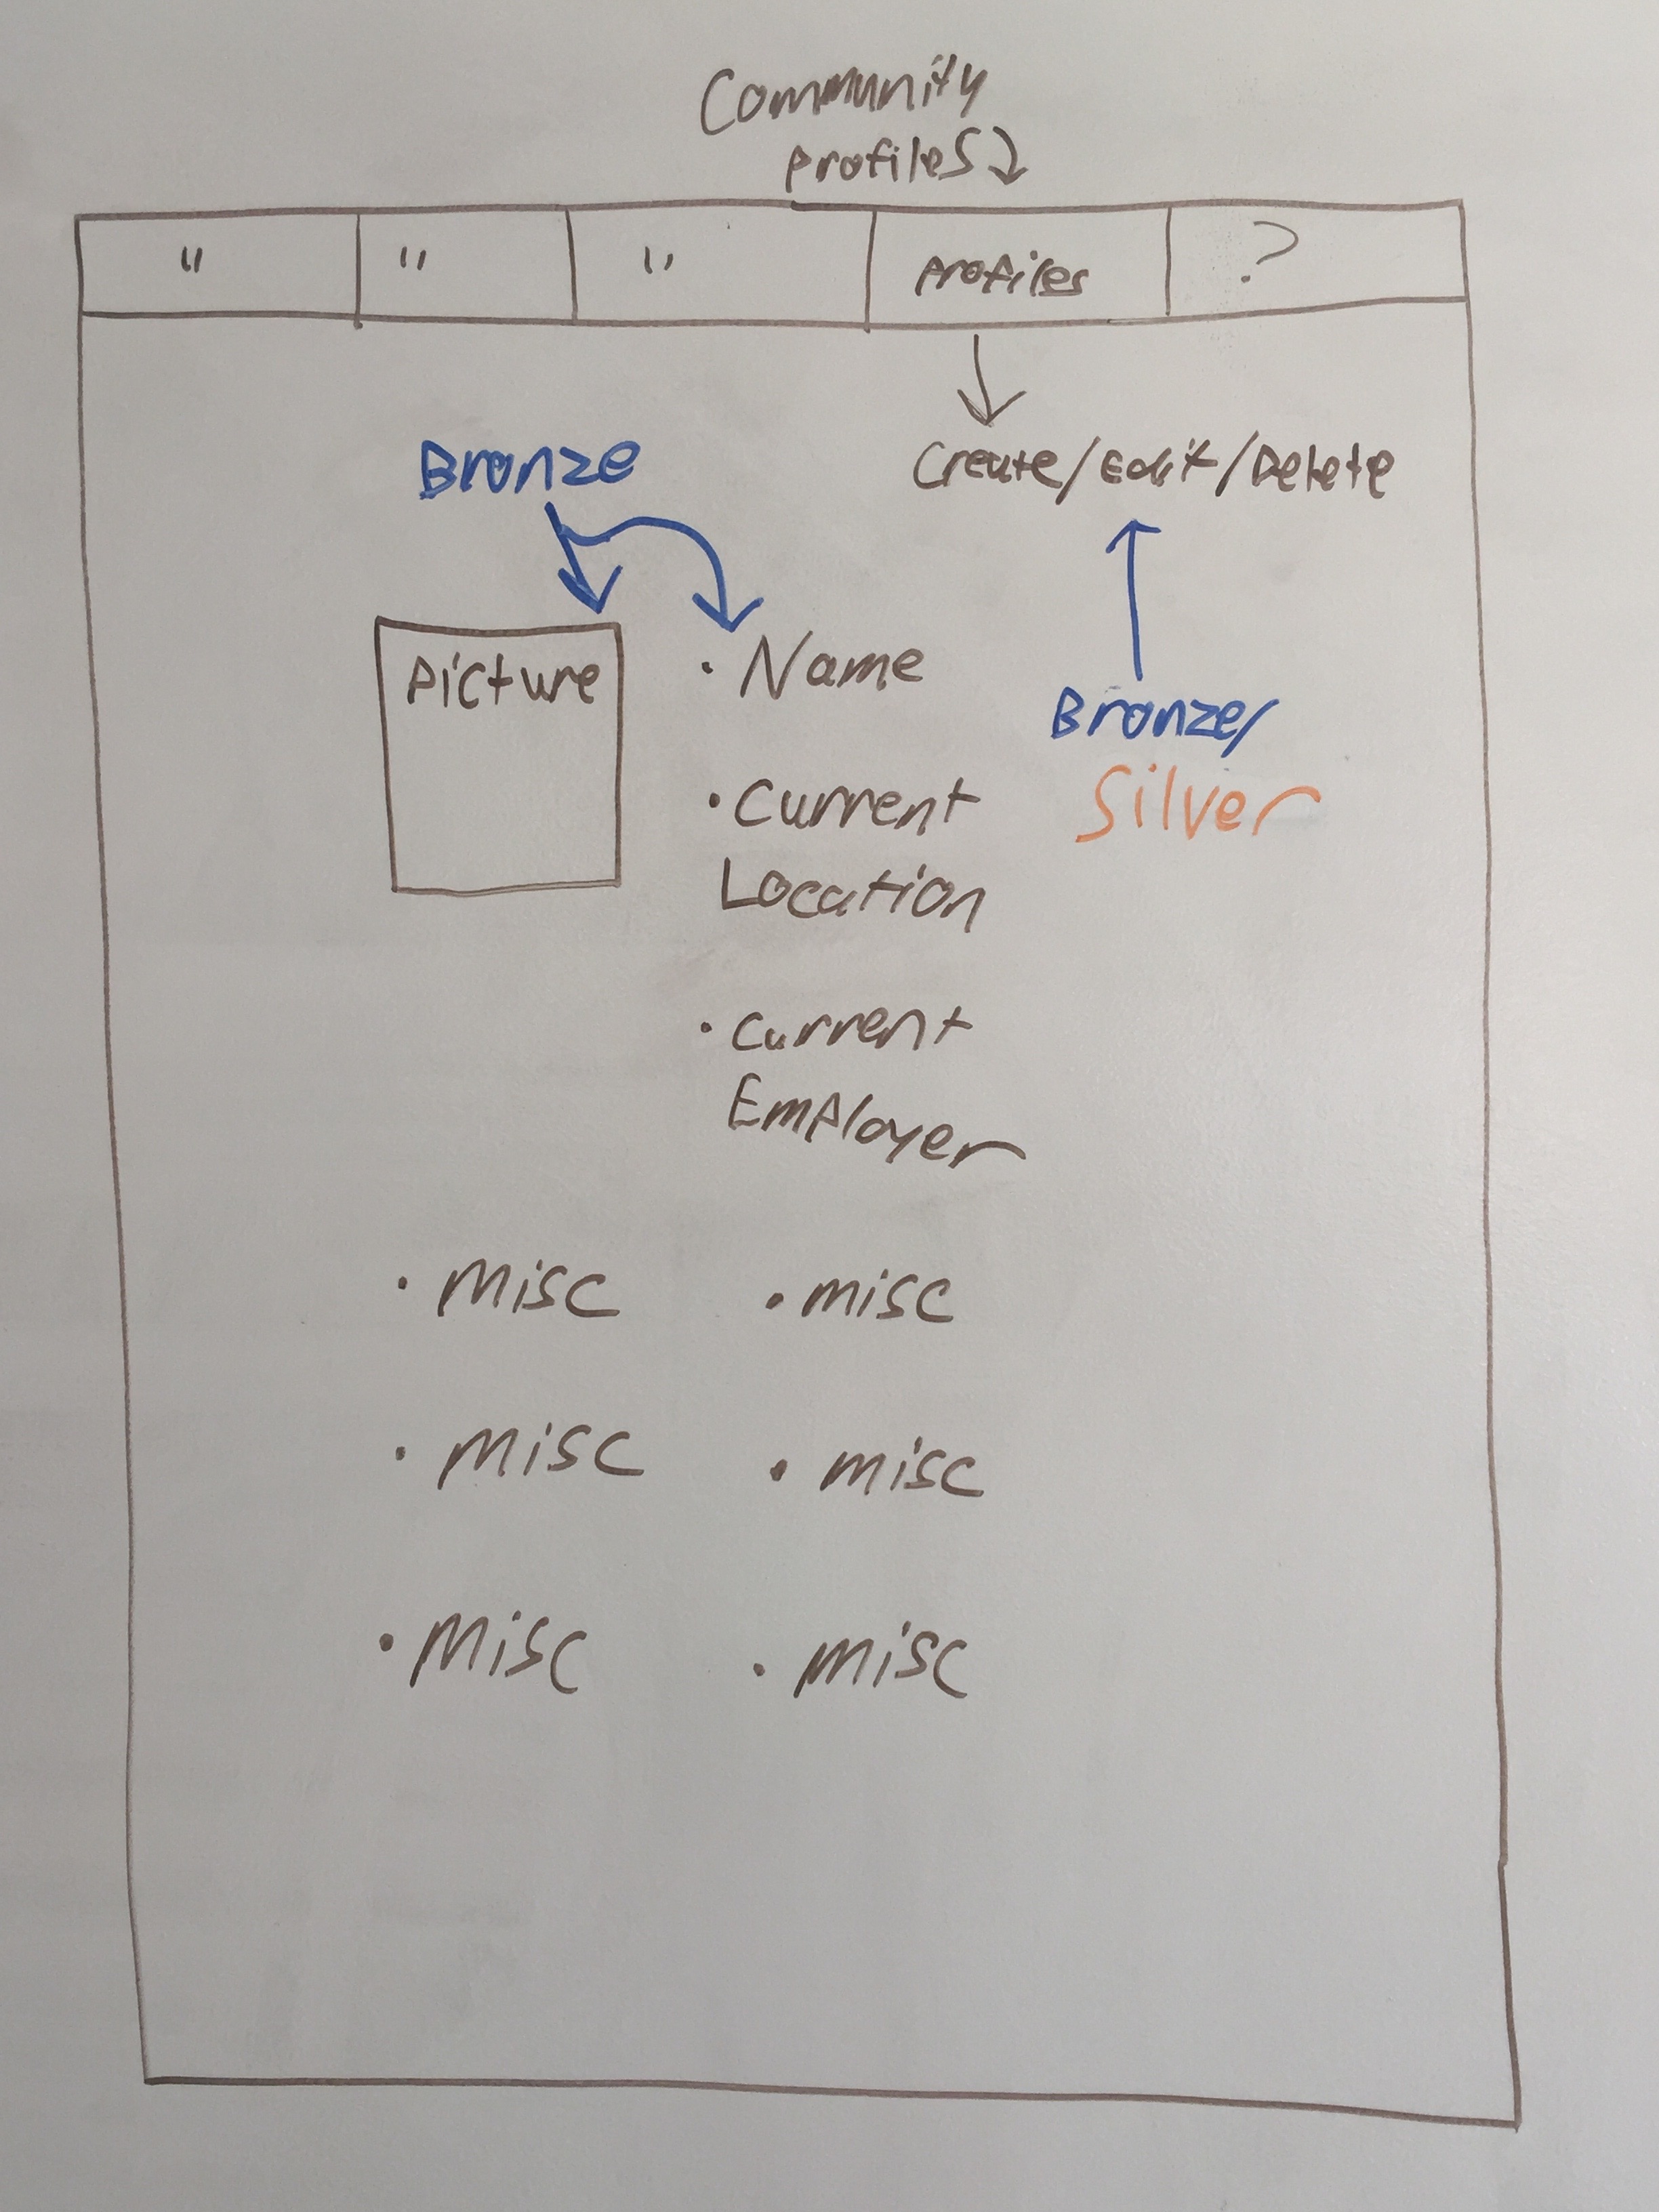 Community
Profiles
" " " Profiles ?
Bronze
Create/Edit/Delete
Picture
• Name
Bronze/
Silver
• Current
Location
• Current
Employer
• Misc • misc
• misc • misc
• Misc • misc